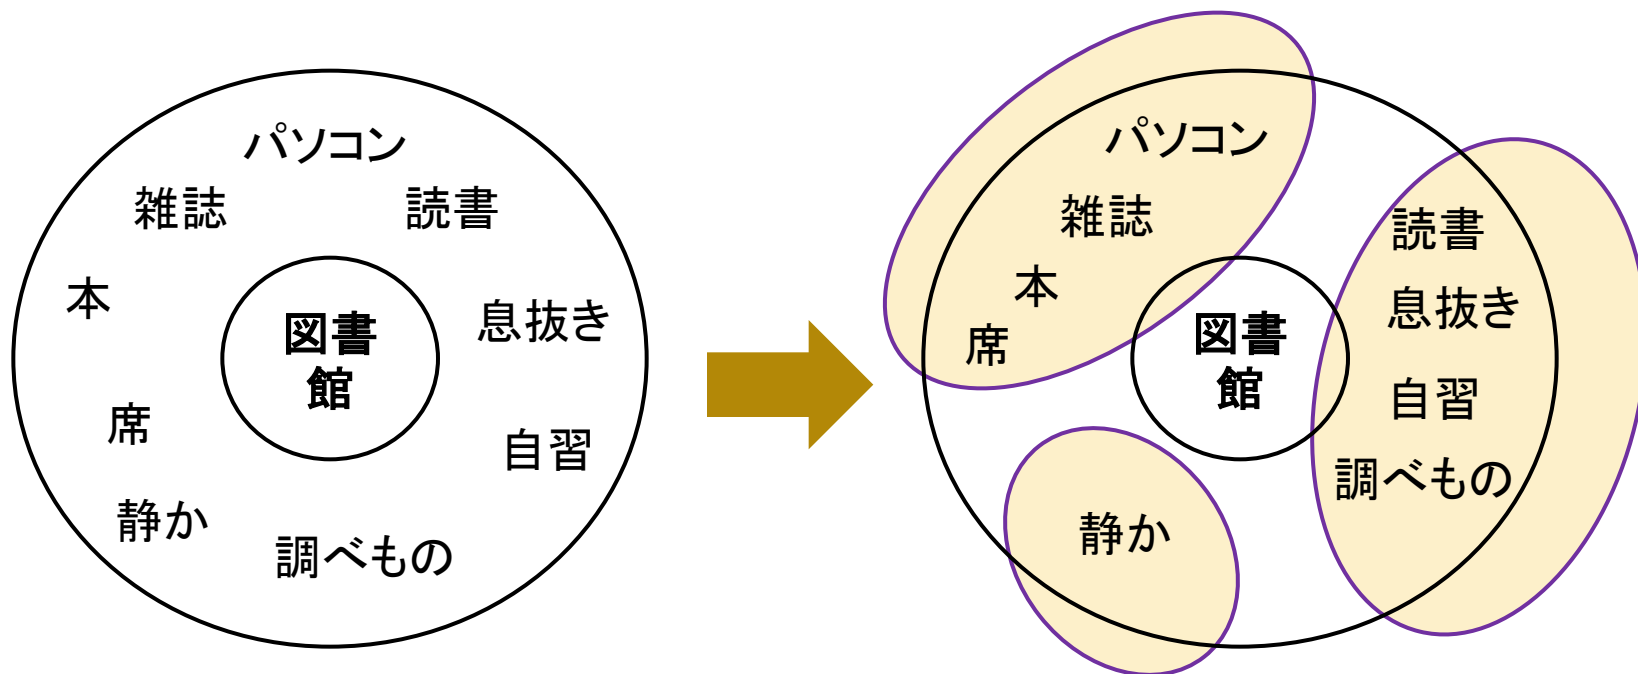 パソコン
雑誌
読書
本
図書
館
息抜き
席
自習
静か
調べもの
パソコン
雑誌
本
席
図書
館
読書
息抜き
自習
調べもの
静か